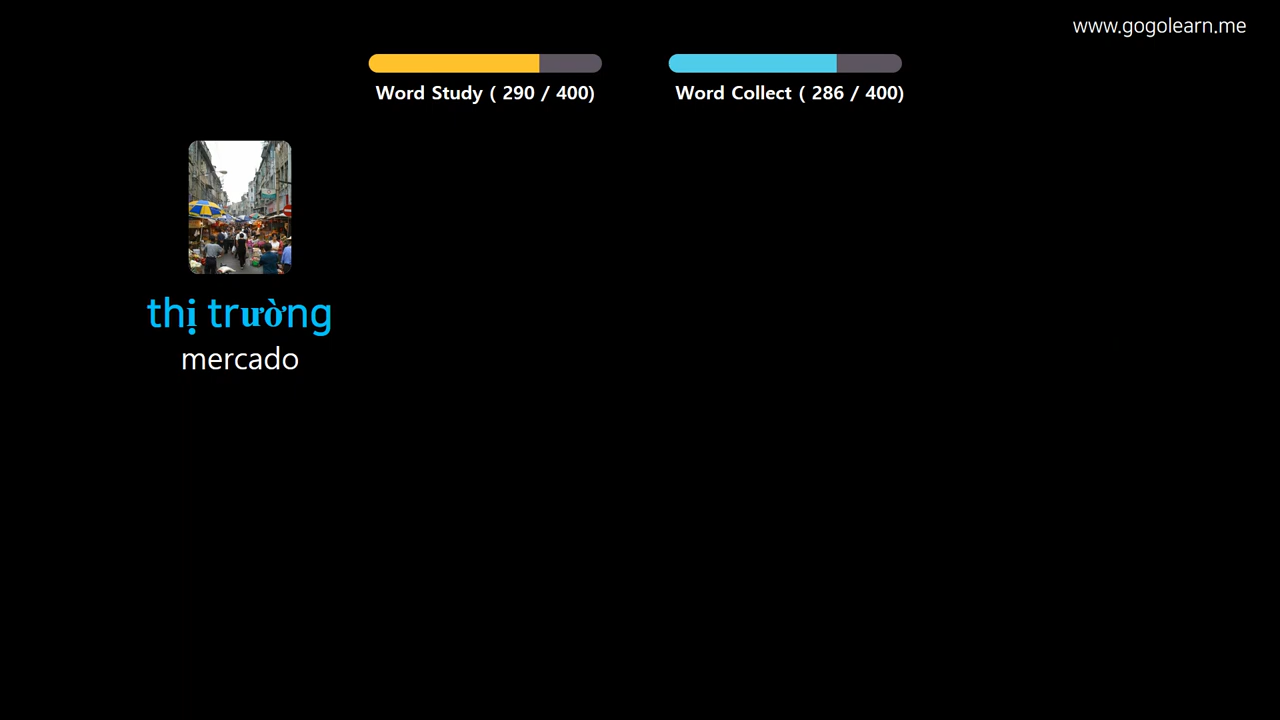 www.gogolearn.me
Word Study ( 290 / 400)
Word Collect ( 286 / 400)
thị trường
mercado